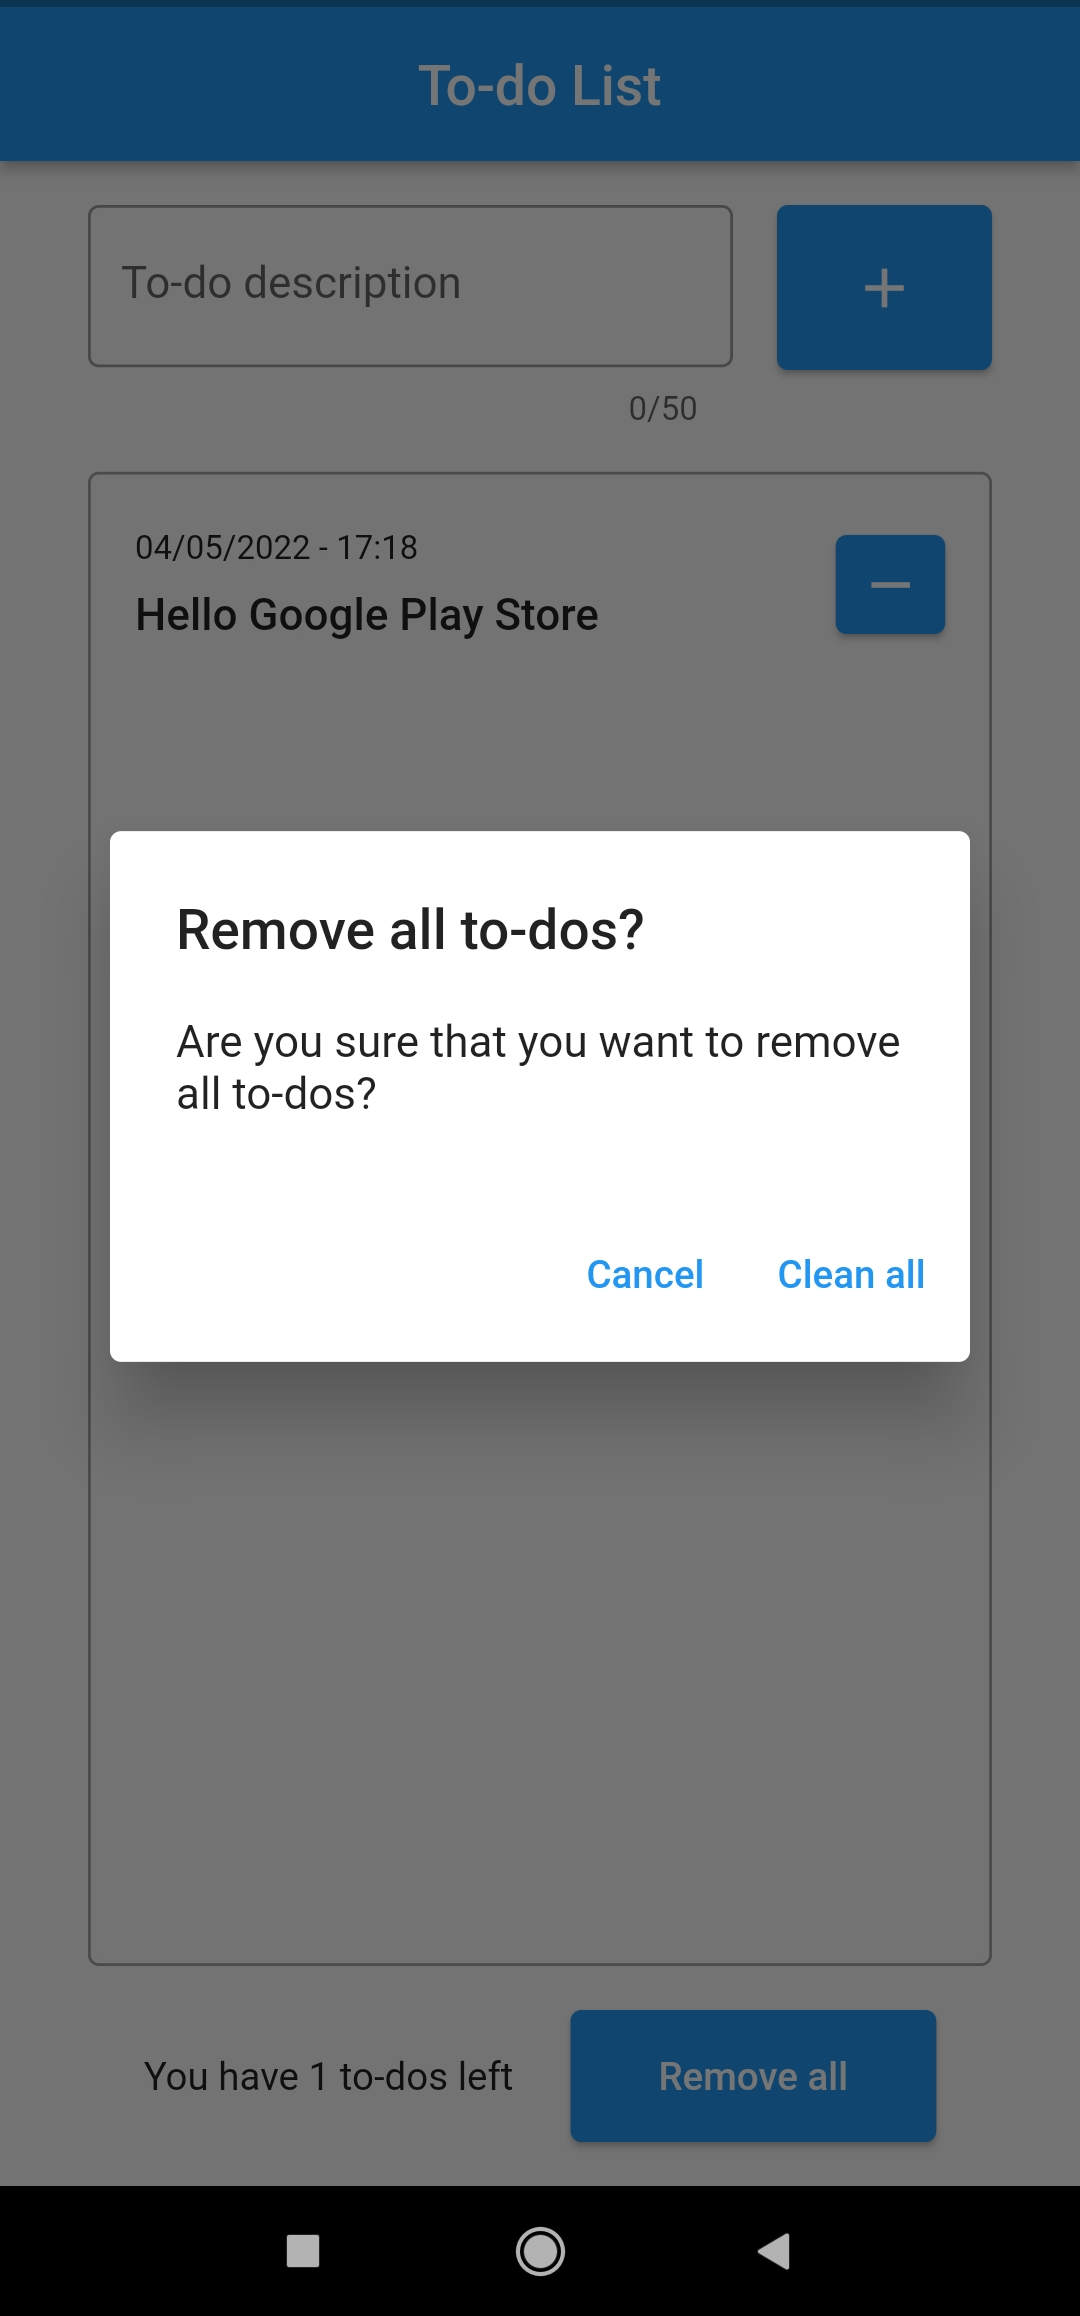 To-do List
To-do description
+
0/50
04/05/2022 - 17:18
Hello Google Play Store
Remove all to-dos?
Are you sure that you want to remove
all to-dos?
Cancel Clean all
You have 1 to-dos left Remove all